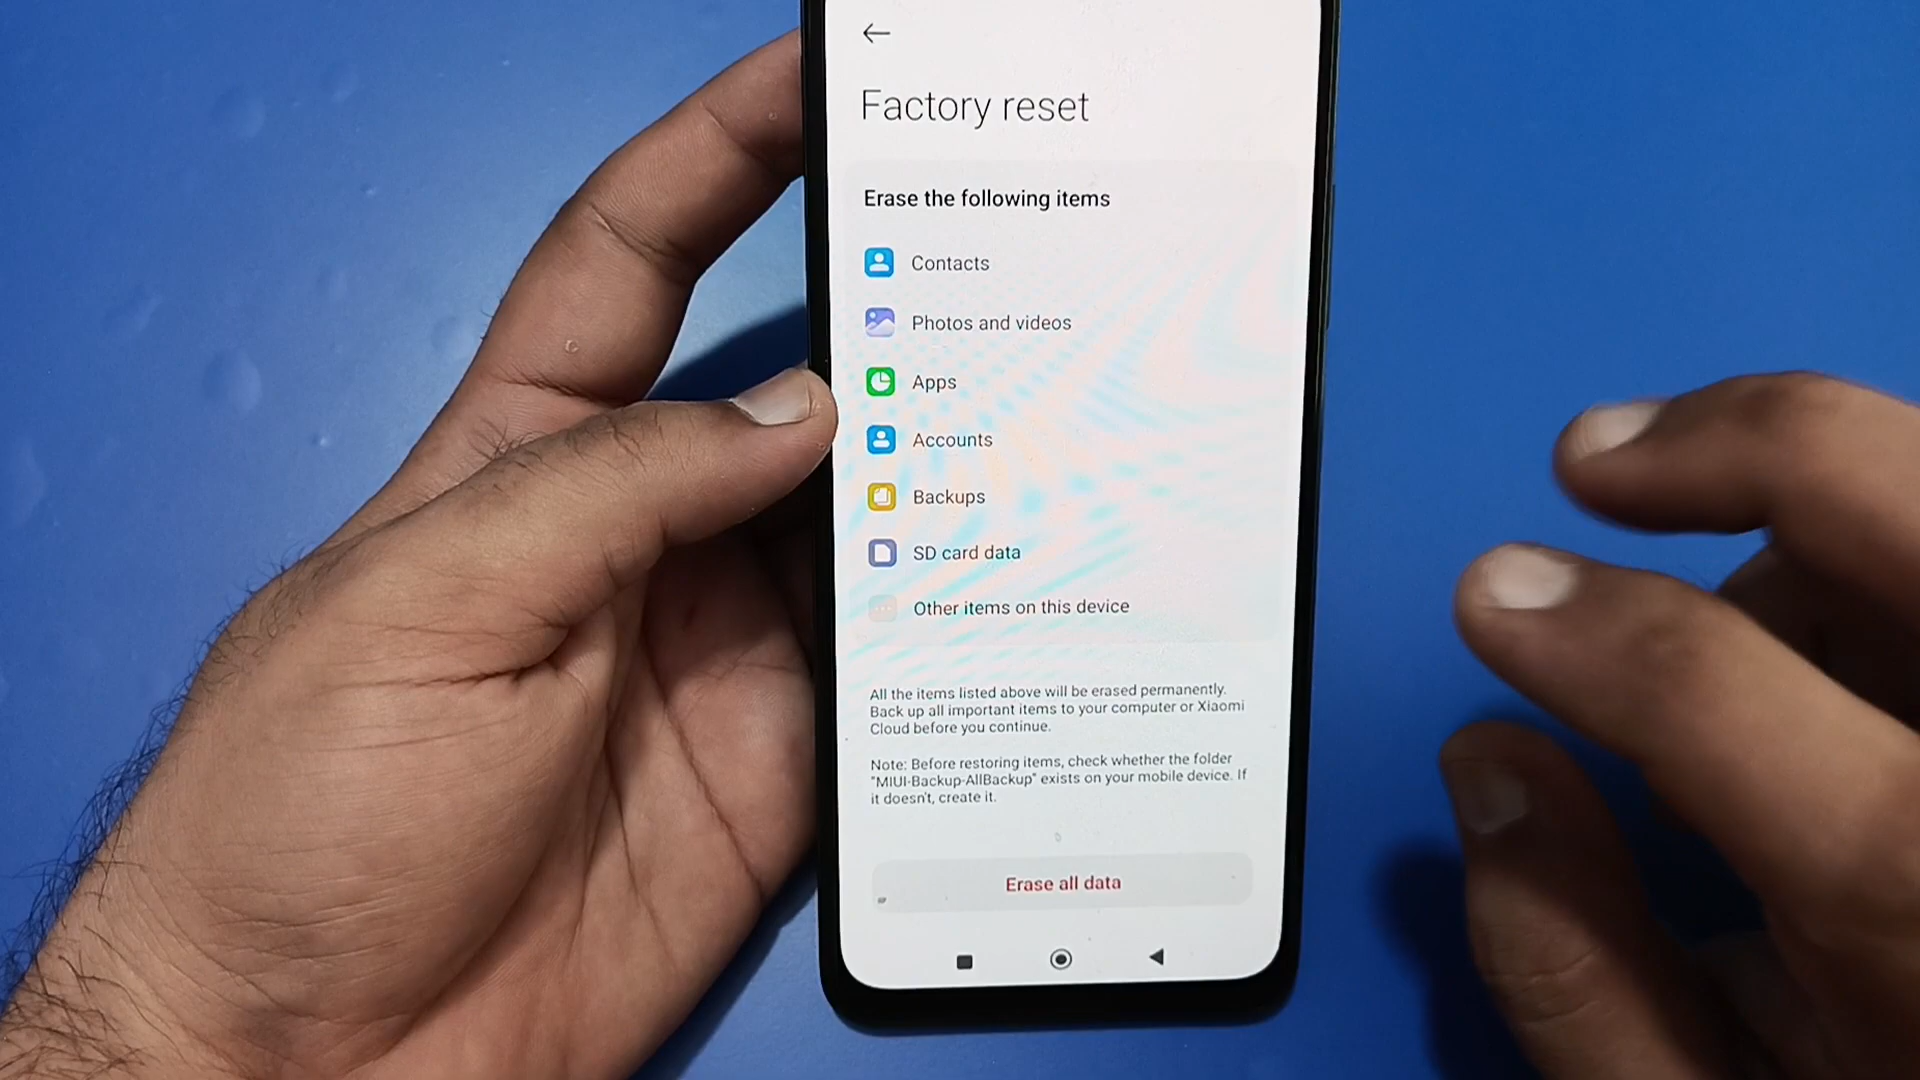 Factory reset
Erase the following items
Contacts
Photos and videos
Apps
Accounts
Backups
SD card data
Other items on this device
All the items listed above will be erased permanently.
Back up all important items to your computer or Xiaomi
Cloud before you continue.
Note: Before restoring items, check whether the folder
"MIUI-Backup-AllBackup" exists on your mobile device. If
it doesn't, create it.
Erase all data